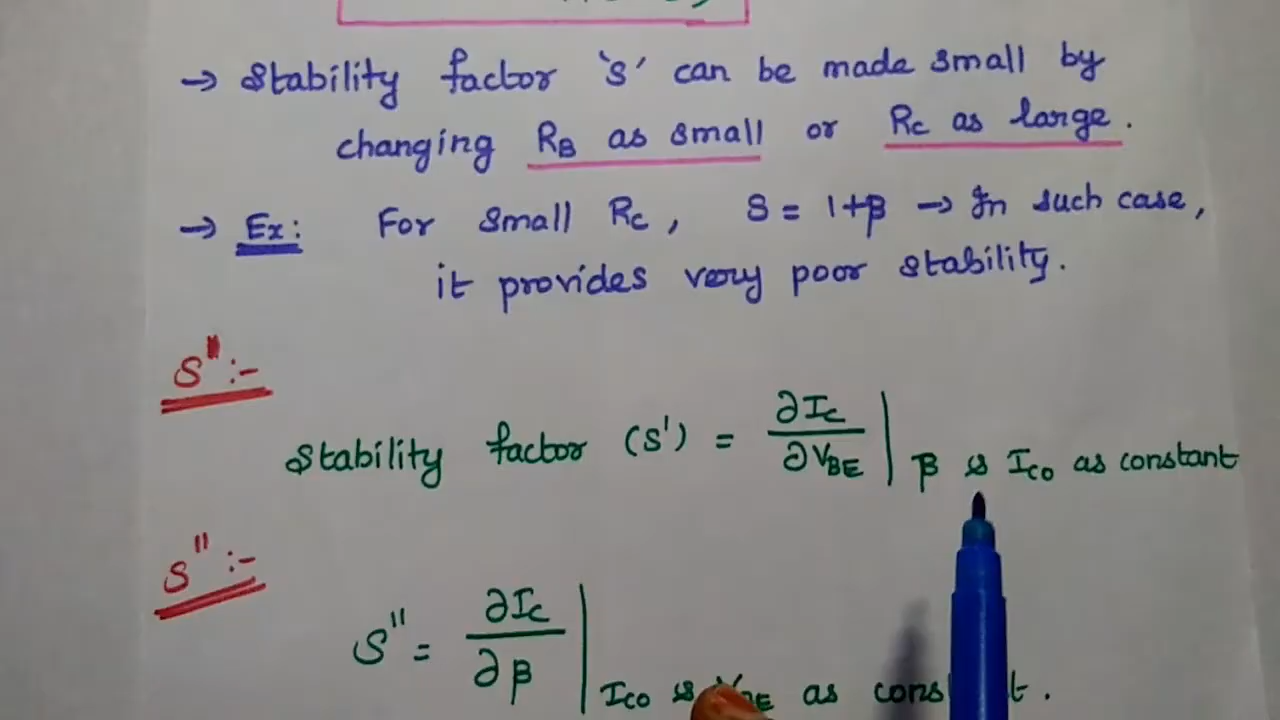 → Stability factor 's' can be made small by
changing RB as small or Rc as large.
→ Ex: For small Rc, S = 1+β → In such case,
it provides very poor stability.
S' :-
Stability factor (S') = ∂Ic/∂VBE | β & Ico as constant
S'' :-
S'' = ∂Ic/∂β | Ico & VBE as constant.